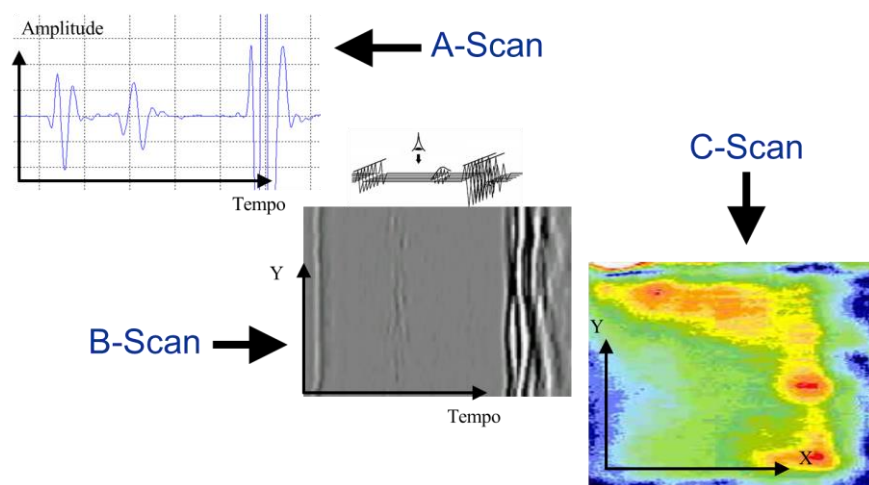 Amplitude
A-Scan
Tempo
C-Scan
Y
B-Scan
Tempo
Y
X